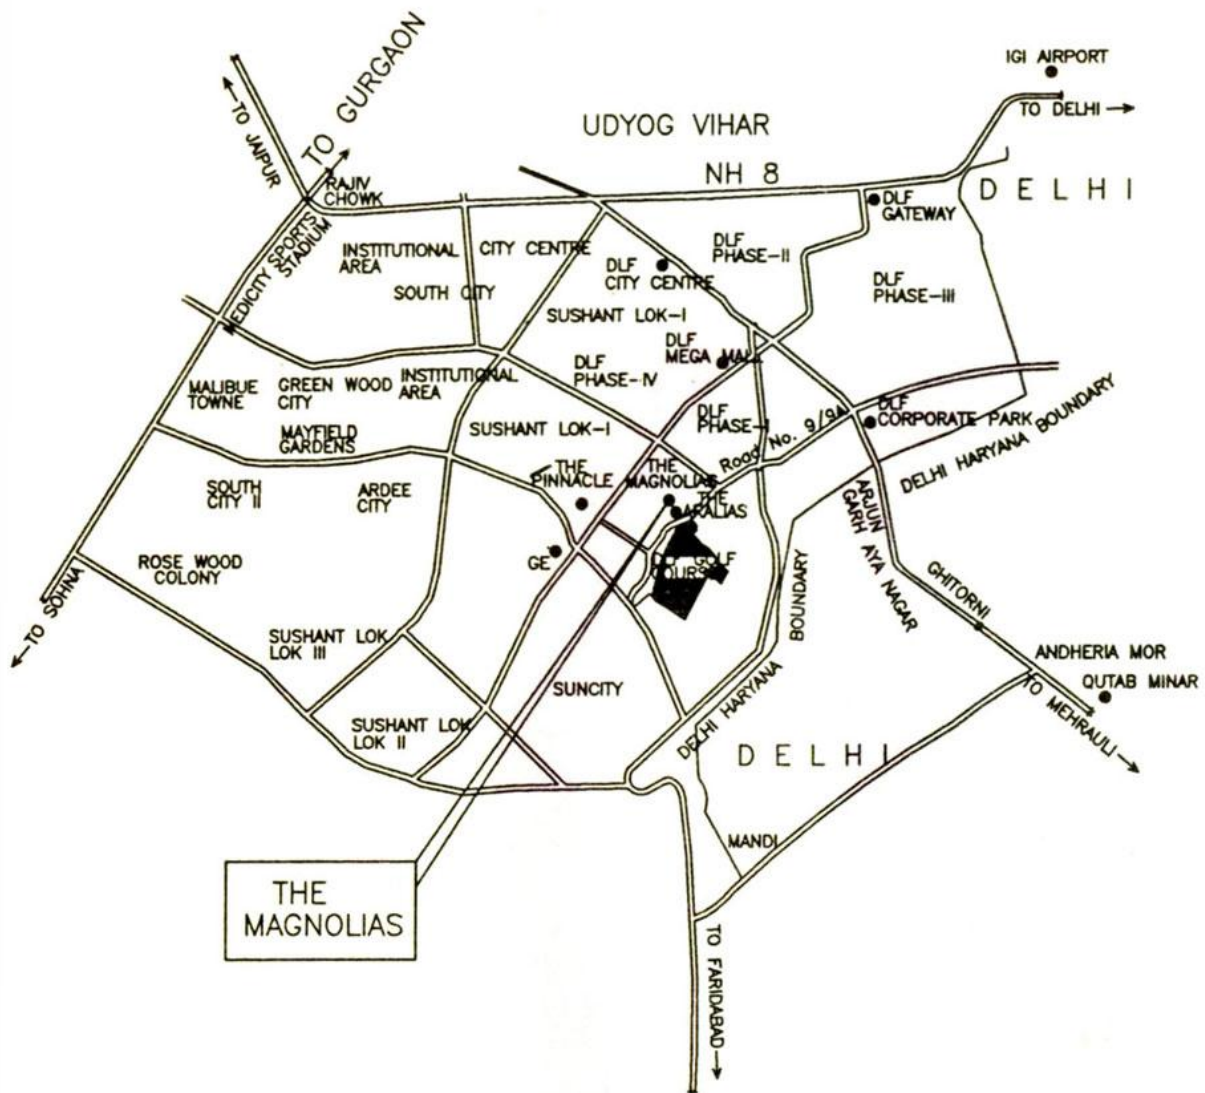 TO GURGAON
IGI AIRPORT
TO DELHI
TO JAIPUR
UDYOG VIHAR
NH 8
DELHI
RAJIV
CHOWK
DLF
GATEWAY
MEDICITY SPORTS
STADIUM
INSTITUTIONAL
AREA
CITY CENTRE
DLF
PHASE-II
DLF
CITY CENTRE
SOUTH CITY
DLF
PHASE-III
SUSHANT LOK-I
DLF
MEGA MALL
DLF
PHASE-IV
MALIBUE
TOWNE
GREEN WOOD
CITY
INSTITUTIONAL
AREA
MAYFIELD
GARDENS
SUSHANT LOK-I
DLF
PHASE-I
Road No. 9/9A
DLF
CORPORATE PARK
DELHI HARYANA BOUNDARY
SOUTH
CITY II
ARDEE
CITY
THE
PINNACLE
THE
MAGNOLIAS
THE
ARALIAS
ARJUN
GARH AYA NAGAR
ROSE WOOD
COLONY
GE
DLF GOLF
COURSE
BOUNDARY
GHITORNI
TO SOHNA
SUSHANT LOK
LOK III
SUNCITY
DELHI HARYANA
ANDHERIA MOR
QUTAB MINAR
TO MEHRAULI
SUSHANT LOK
LOK II
DELHI
MANDI
THE
MAGNOLIAS
TO FARIDABAD